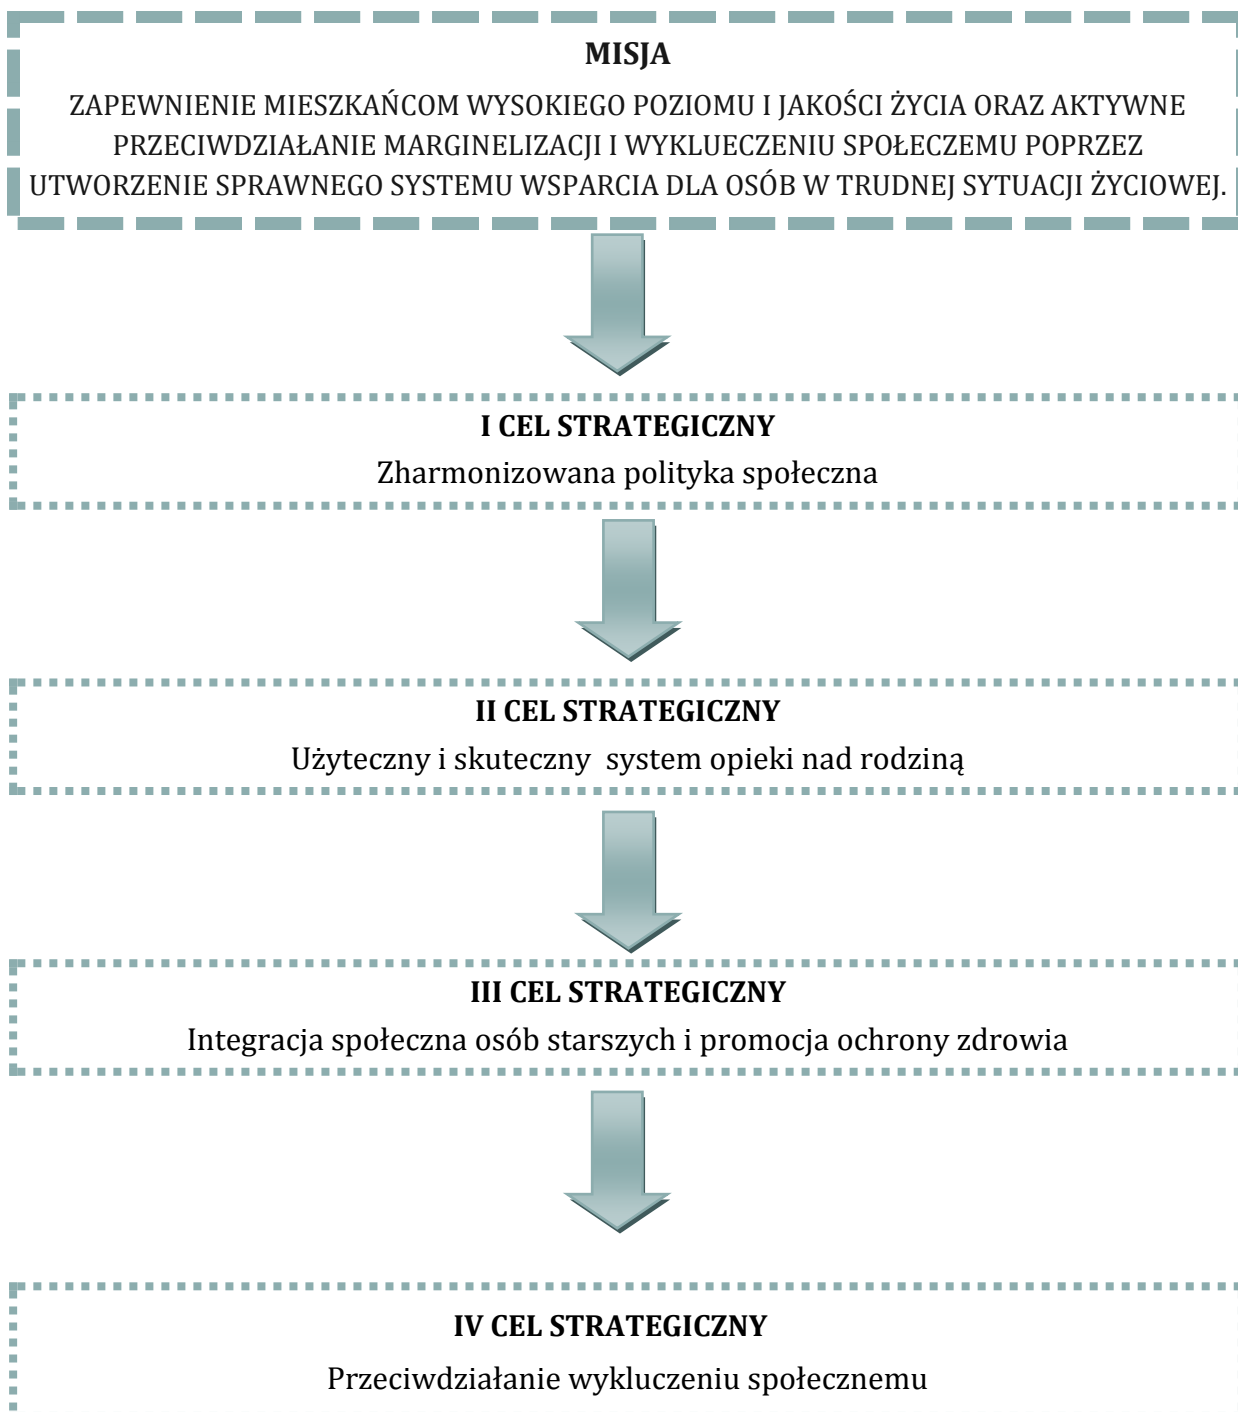 MISJA
ZAPEWNIENIE MIESZKAŃCOM WYSOKIEGO POZIOMU I JAKOŚCI ŻYCIA ORAZ AKTYWNE
PRZECIWDZIAŁANIE MARGINELIZACJI I WYKLUECZENIU SPOŁECZEMU POPRZEZ
UTWORZENIE SPRAWNEGO SYSTEMU WSPARCIA DLA OSÓB W TRUDNEJ SYTUACJI ŻYCIOWEJ.
I CEL STRATEGICZNY
Zharmonizowana polityka społeczna
II CEL STRATEGICZNY
Użyteczny i skuteczny system opieki nad rodziną
III CEL STRATEGICZNY
Integracja społeczna osób starszych i promocja ochrony zdrowia
IV CEL STRATEGICZNY
Przeciwdziałanie wykluczeniu społecznemu